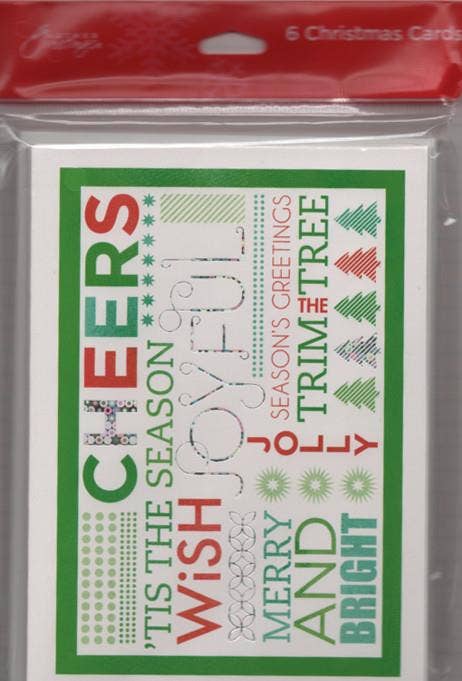 6 Christmas Cards
CHEERS
'TIS THE SEASON
WiSH JOYFUL
MERRY AND BRIGHT
JOLLY
SEASON'S GREETINGS
TRIM THE TREE